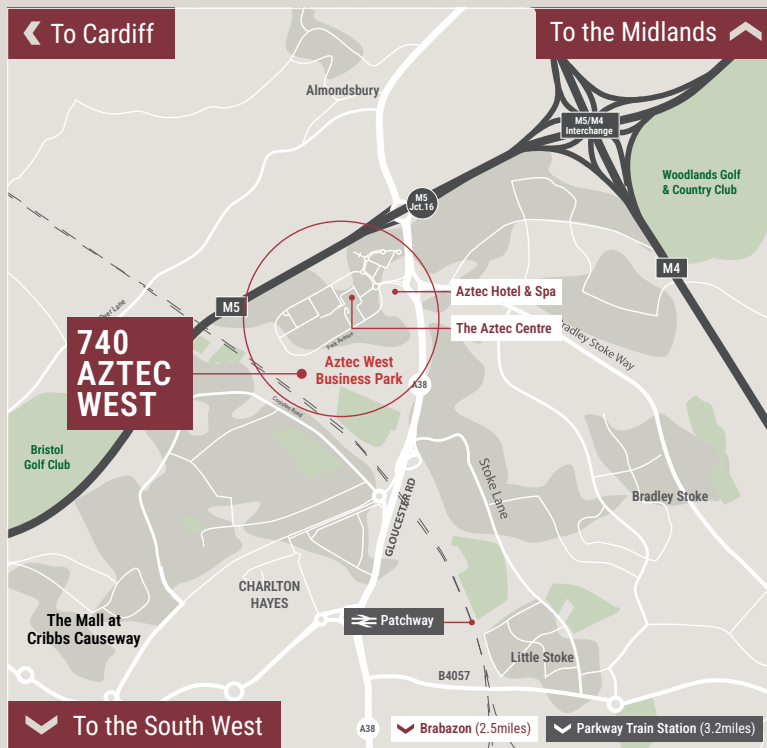 To Cardiff
To the Midlands
Almondsbury
M5/M4
Interchange
Woodlands Golf
& Country Club
M5
Jct.16
M4
Aztec Hotel & Spa
M5
The Aztec Centre
Bradley Stoke Way
Park Avenue
740
AZTEC
WEST
Aztec West
Business Park
A38
Bristol
Golf Club
Stoke Lane
Bradley Stoke
GLOUCESTER RD
CHARLTON
HAYES
The Mall at
Cribbs Causeway
Patchway
Little Stoke
B4057
To the South West
A38
Brabazon (2.5miles)
Parkway Train Station (3.2miles)